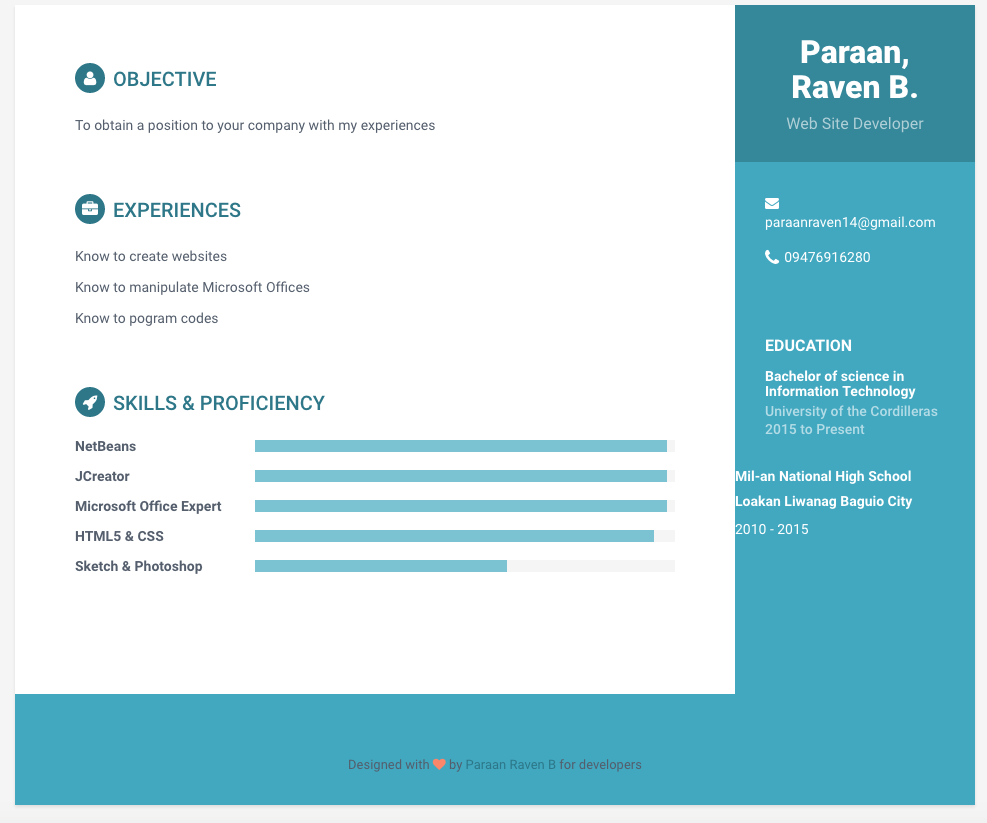 OBJECTIVE
To obtain a position to your company with my experiences
EXPERIENCES
Know to create websites
Know to manipulate Microsoft Offices
Know to pogram codes
SKILLS & PROFICIENCY
NetBeans
JCreator
Microsoft Office Expert
HTML5 & CSS
Sketch & Photoshop
Paraan,
Raven B.
Web Site Developer
paraanraven14@gmail.com
09476916280
EDUCATION
Bachelor of science in
Information Technology
University of the Cordilleras
2015 to Present
Mil-an National High School
Loakan Liwanag Baguio City
2010 - 2015
Designed with by Paraan Raven B for developers